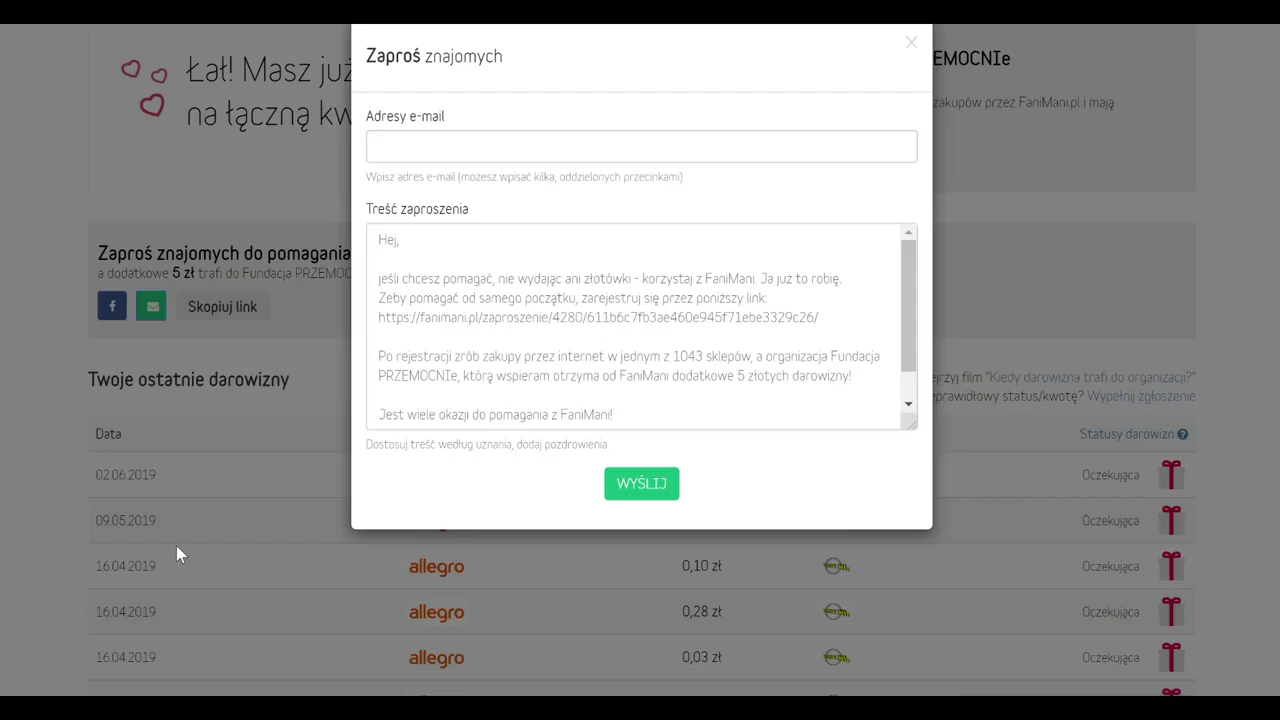 Zaproś znajomych
Adresy e-mail
Wpisz adres e-mail (możesz wpisać kilka, oddzielonych przecinkami)
Treść zaproszenia
Hej,
jeśli chcesz pomagać, nie wydając ani złotówki - korzystaj z FaniMani. Ja już to robię.
Żeby pomagać od samego początku, zarejestruj się przez poniższy link:
https://fanimani.pl/zaproszenie/4280/611b6c7fb3ae460e945f71ebe3329c26/
Po rejestracji zrób zakupy przez internet w jednym z 1043 sklepów, a organizacja Fundacja
PRZEMOCNIe, którą wspieram otrzyma od FaniMani dodatkowe 5 złotych darowizny!
Jest wiele okazji do pomagania z FaniMani!
Dostosuj treść według uznania, dodaj pozdrowienia
WYŚLIJ
Łał! Masz już
na łączną kw
EMOCNIe
zakupów przez FaniMani.pl i mają
Zaproś znajomych do pomagania
a dodatkowe 5 zł trafi do Fundacja PRZEMOC
Skopiuj link
Twoje ostatnie darowizny
ejrzyj film "Kiedy darowizna trafi do organizacji?"
eprawidłowy status/kwotę? Wypełnij zgłoszenie
Data Statusy darowizn
02.06.2019 Oczekująca
09.05.2019 Oczekująca
16.04.2019 allegro 0,10 zł Oczekująca
16.04.2019 allegro 0,28 zł Oczekująca
16.04.2019 allegro 0,03 zł Oczekująca